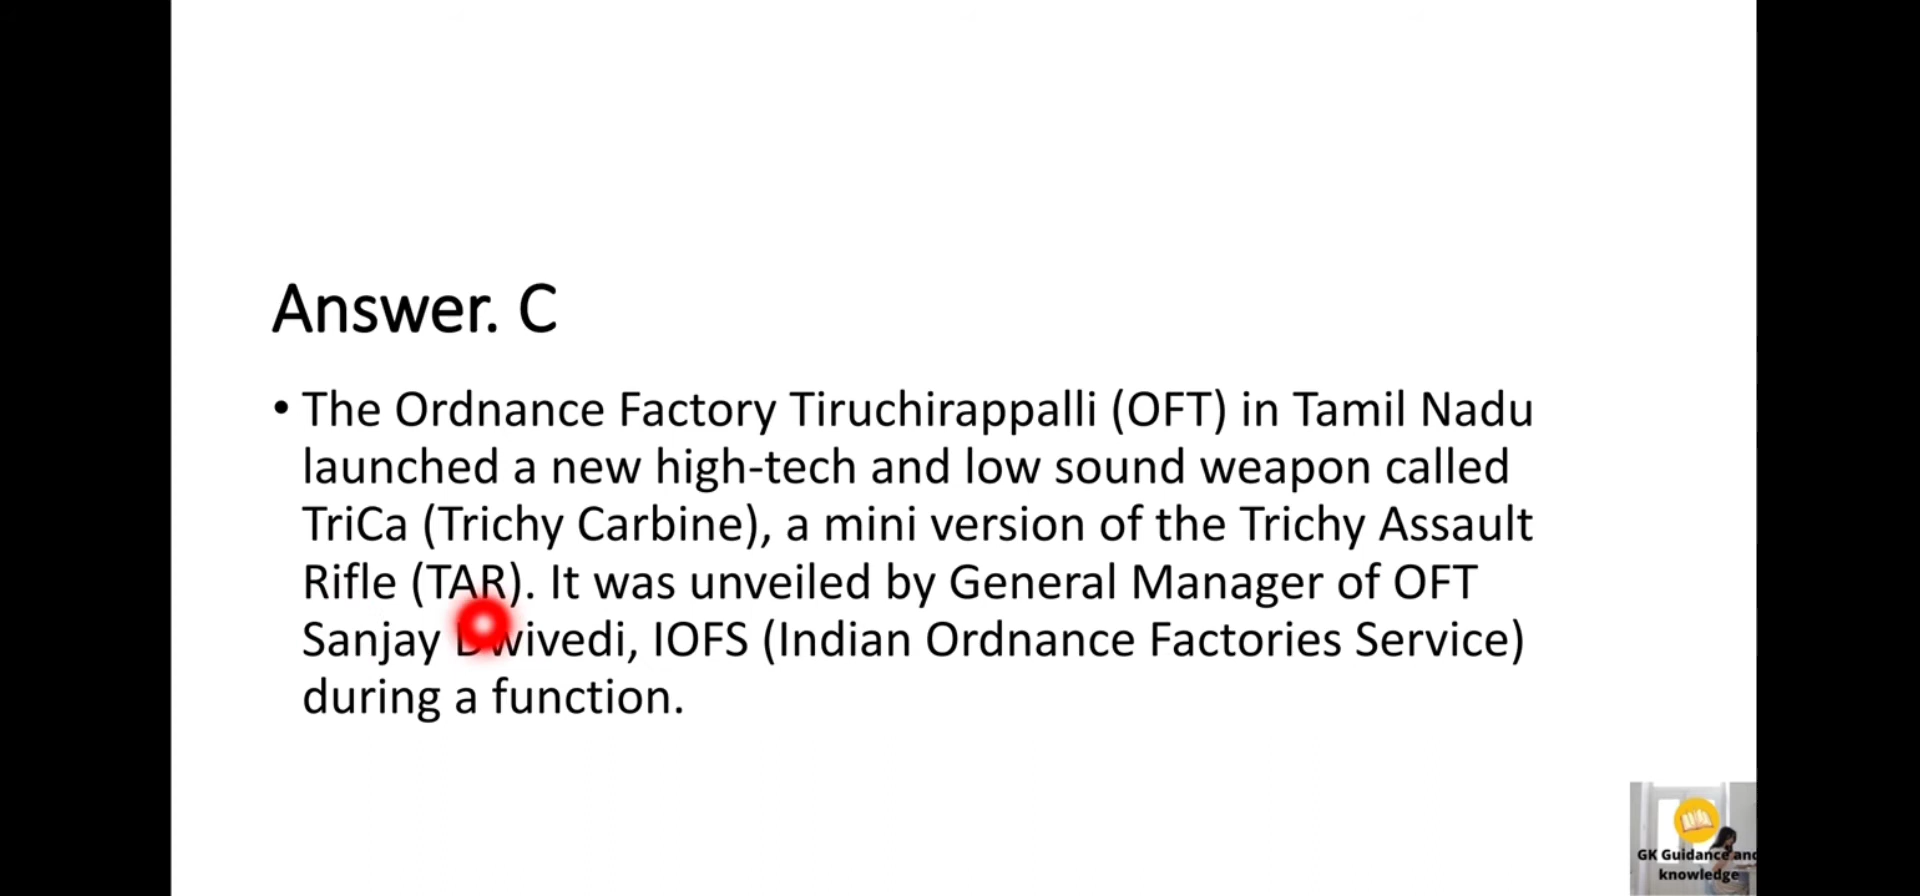 Answer. C
• The Ordnance Factory Tiruchirappalli (OFT) in Tamil Nadu
launched a new high-tech and low sound weapon called
TriCa (Trichy Carbine), a mini version of the Trichy Assault
Rifle (TAR). It was unveiled by General Manager of OFT
Sanjay Dwivedi, IOFS (Indian Ordnance Factories Service)
during a function.
GK Guidance and
knowledge